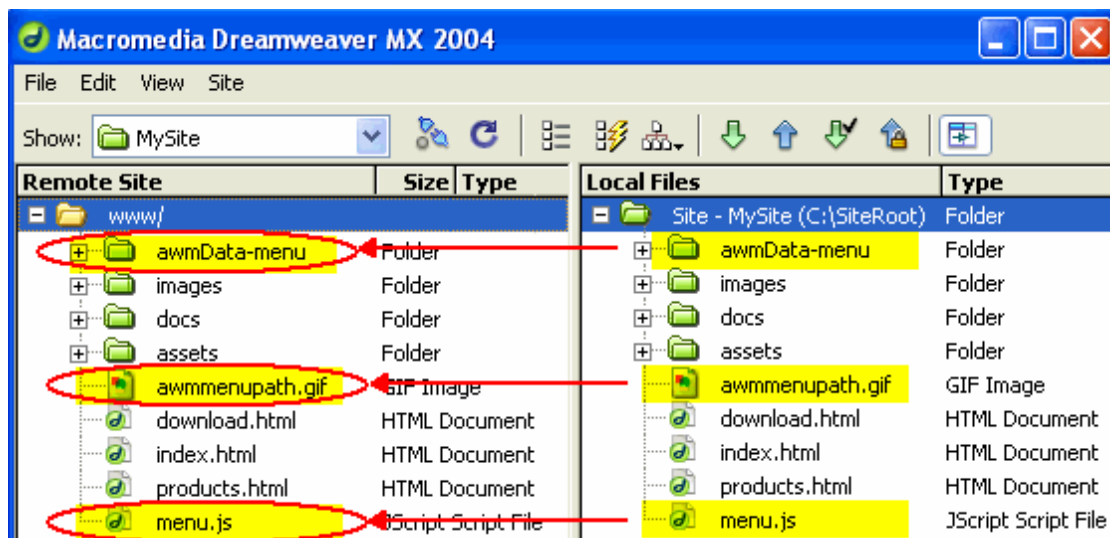 Macromedia Dreamweaver MX 2004
File Edit View Site
Show: MySite
Remote Site Size Type Local Files Type
www/ Site - MySite (C:\SiteRoot) Folder
awmData-menu Folder awmData-menu Folder
images Folder images Folder
docs Folder docs Folder
assets Folder assets Folder
awmmenupath.gif GIF Image awmmenupath.gif GIF Image
download.html HTML Document download.html HTML Document
index.html HTML Document index.html HTML Document
products.html HTML Document products.html HTML Document
menu.js JScript Script File menu.js JScript Script File